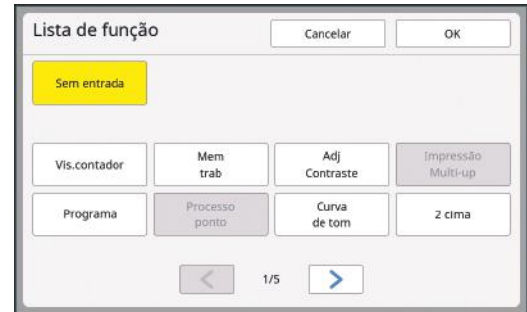 Lista de função
Cancelar
OK
Sem entrada
Vis.contador
Mem
trab
Adj
Contraste
Impressão
Multi-up
Programa
Processo
ponto
Curva
de tom
2 cima
1/5